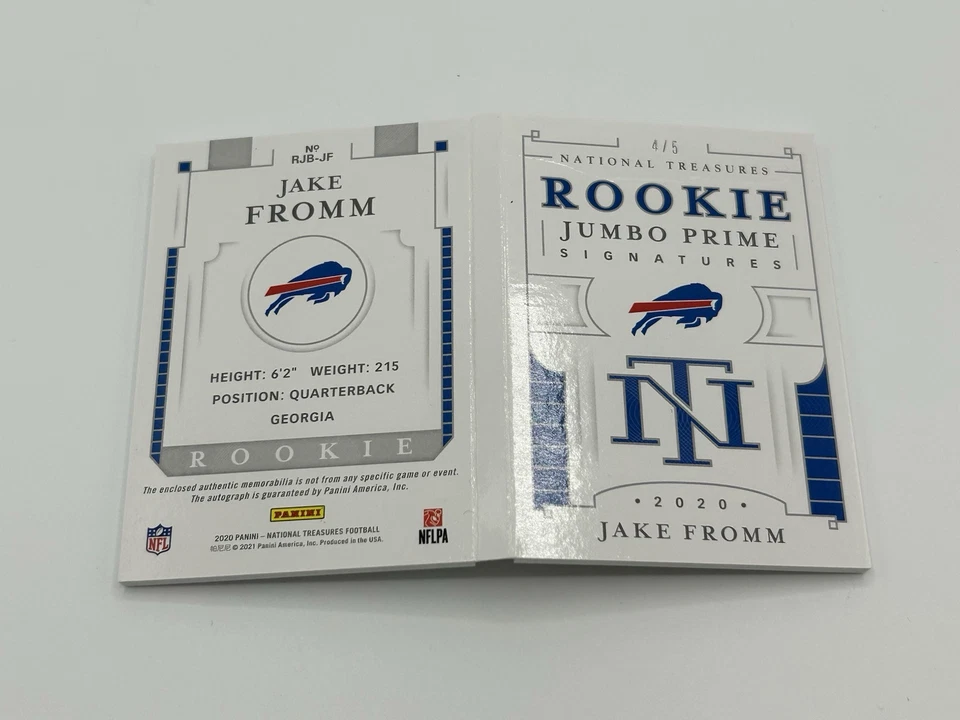 Nº
RJB-JF
JAKE
FROMM
HEIGHT: 6'2" WEIGHT: 215
POSITION: QUARTERBACK
GEORGIA
ROOKIE
The enclosed authentic memorabilia is not from any specific game or event.
The autograph is guaranteed by Panini America, Inc.
PANINI
NFL
2020 PANINI – NATIONAL TREASURES FOOTBALL
帕尼尼 © 2021 Panini America, Inc. Produced in the USA.
NFLPA
4/5
NATIONAL TREASURES
ROOKIE
JUMBO PRIME
SIGNATURES
NT
• 2020 •
JAKE FROMM